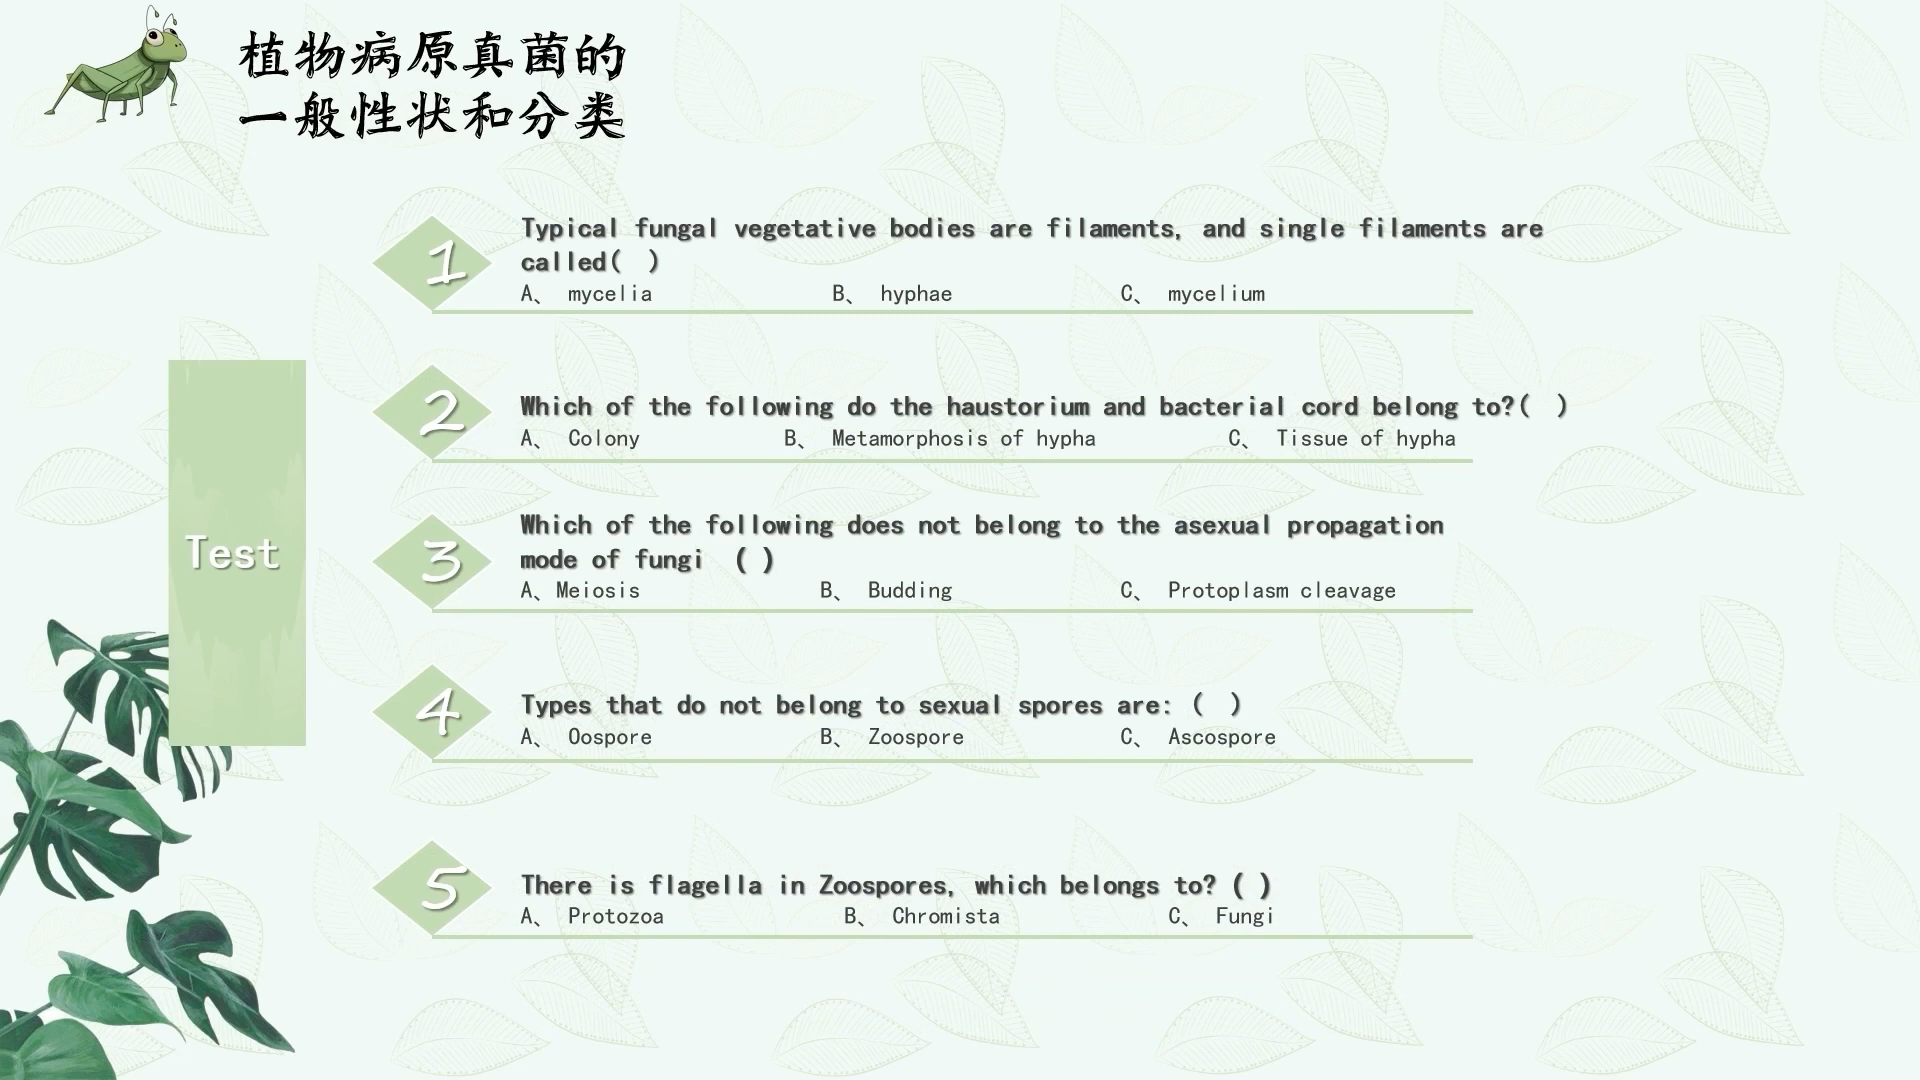 植物病原真菌的
一般性状和分类
Test
1
Typical fungal vegetative bodies are filaments, and single filaments are
called(  )
A、 mycelia B、 hyphae C、 mycelium
2
Which of the following do the haustorium and bacterial cord belong to?(  )
A、 Colony B、 Metamorphosis of hypha C、 Tissue of hypha
3
Which of the following does not belong to the asexual propagation
mode of fungi  ( )
A、Meiosis B、 Budding C、 Protoplasm cleavage
4
Types that do not belong to sexual spores are: (  )
A、 Oospore B、 Zoospore C、 Ascospore
5
There is flagella in Zoospores, which belongs to? ( )
A、 Protozoa B、 Chromista C、 Fungi